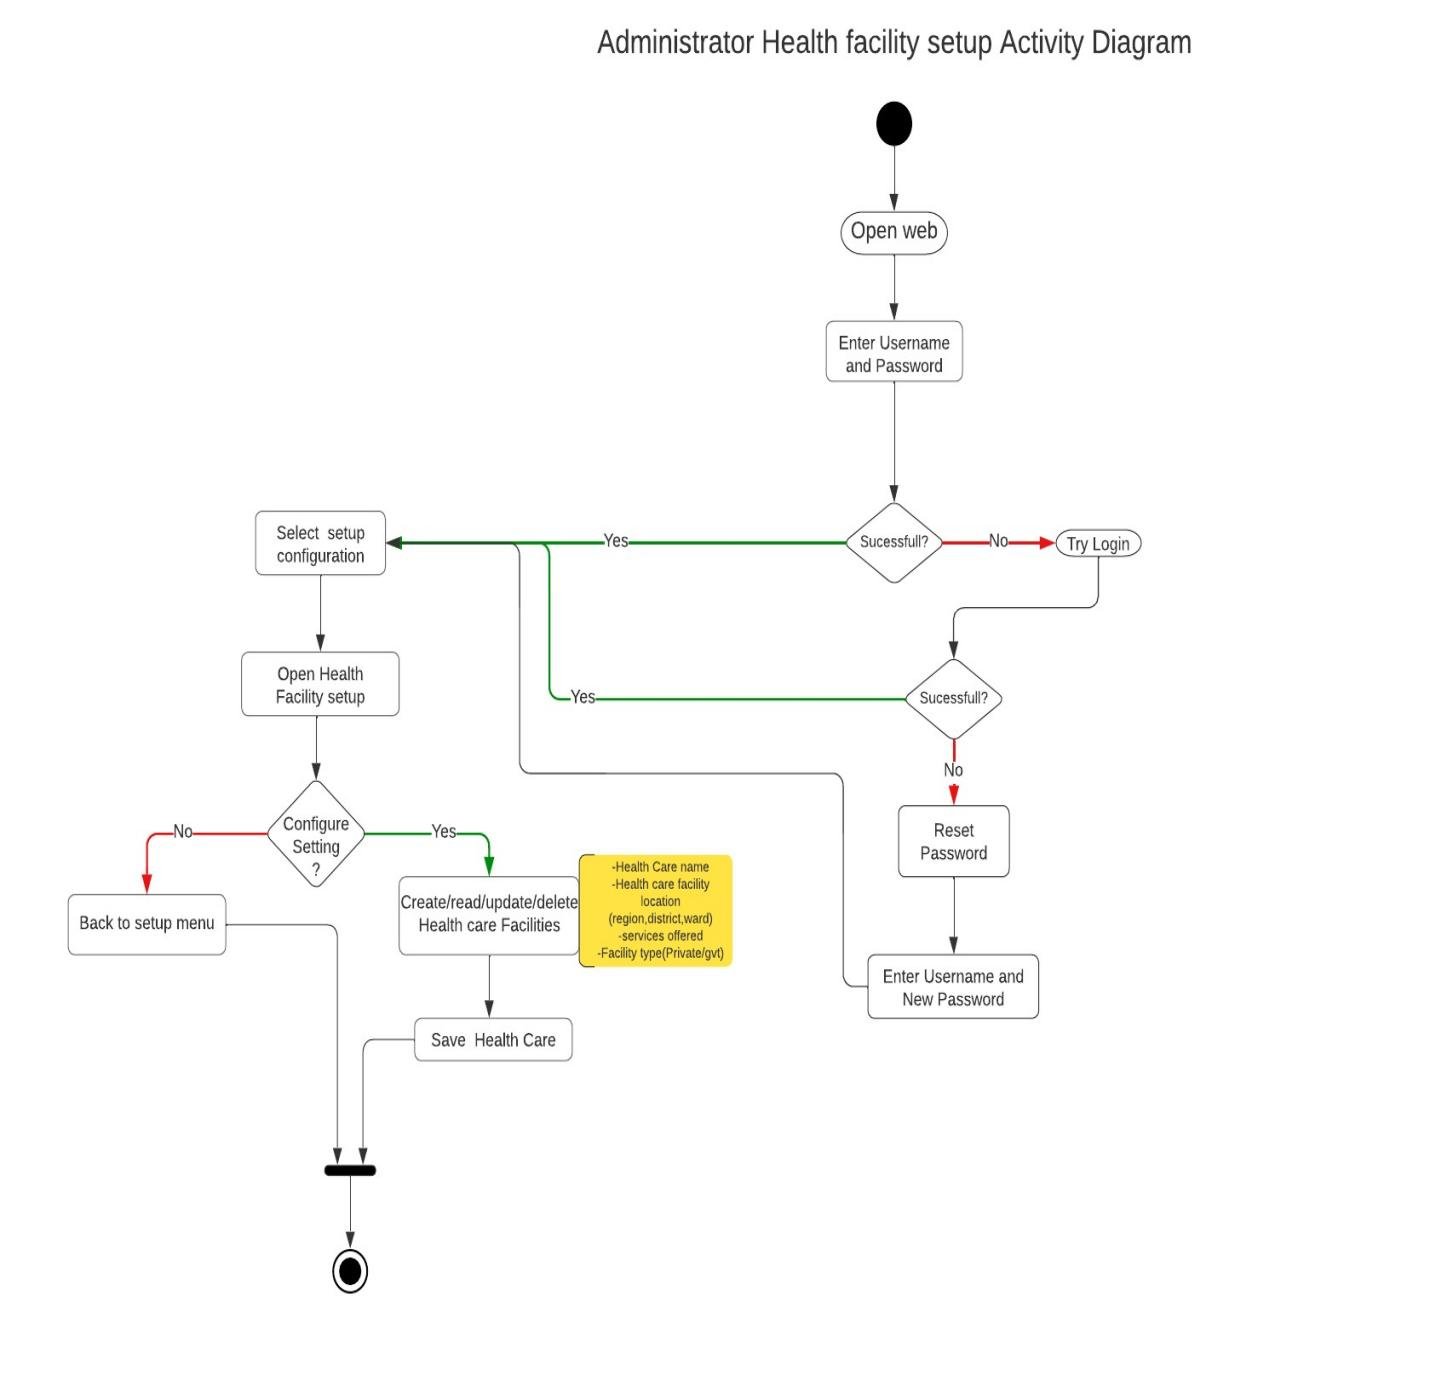 Administrator Health facility setup Activity Diagram
Open web
Enter Username
and Password
Select setup
configuration
Yes
Sucessfull?
No
Try Login
Open Health
Facility setup
Yes
Sucessfull?
No
Configure
Setting
?
No
Yes
Reset
Password
Back to setup menu
Create/read/update/delete
Health care Facilities
-Health Care name
-Health care facility
location
(region,district,ward)
-services offered
-Facility type(Private/gvt)
Enter Username and
New Password
Save Health Care